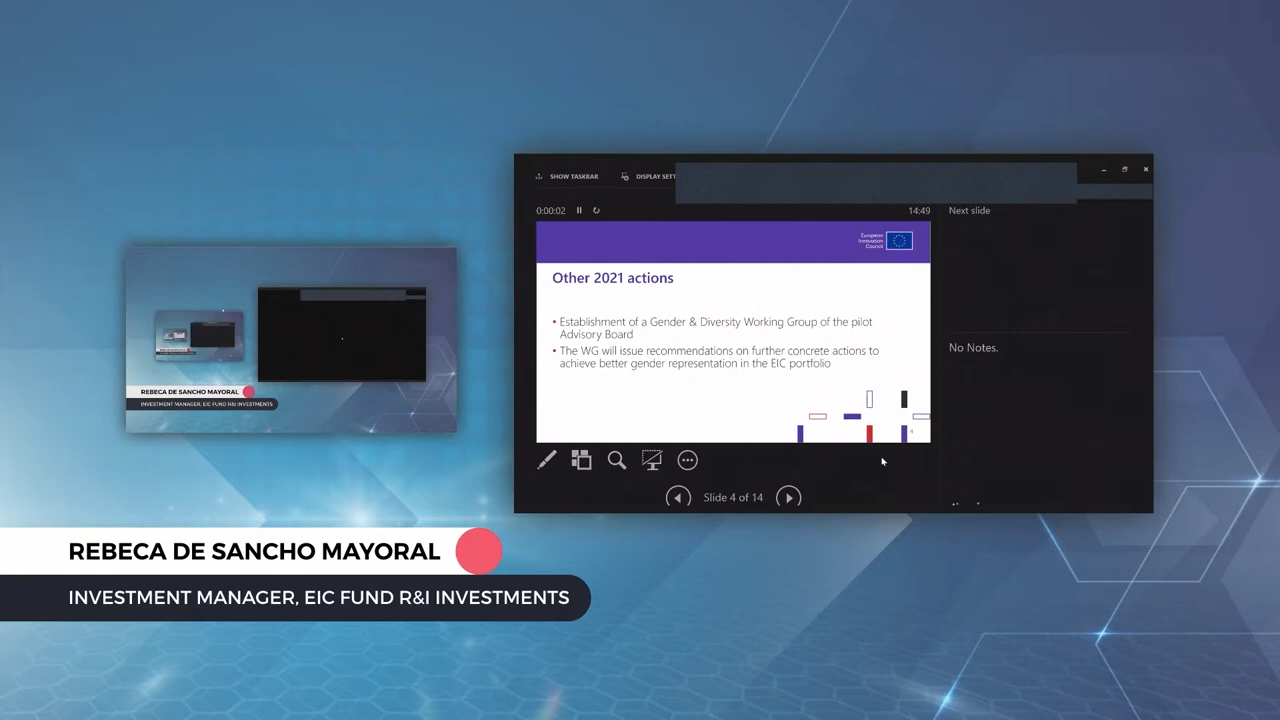 SHOW TASKBAR
DISPLAY SETT
0:00:02
14:49
Next slide
European
Innovation
Council
Other 2021 actions
• Establishment of a Gender & Diversity Working Group of the pilot
Advisory Board
• The WG will issue recommendations on further concrete actions to
achieve better gender representation in the EIC portfolio
4
No Notes.
Slide 4 of 14
REBECA DE SANCHO MAYORAL
INVESTMENT MANAGER, EIC FUND R&I INVESTMENTS
REBECA DE SANCHO MAYORAL
INVESTMENT MANAGER, EIC FUND R&I INVESTMENTS